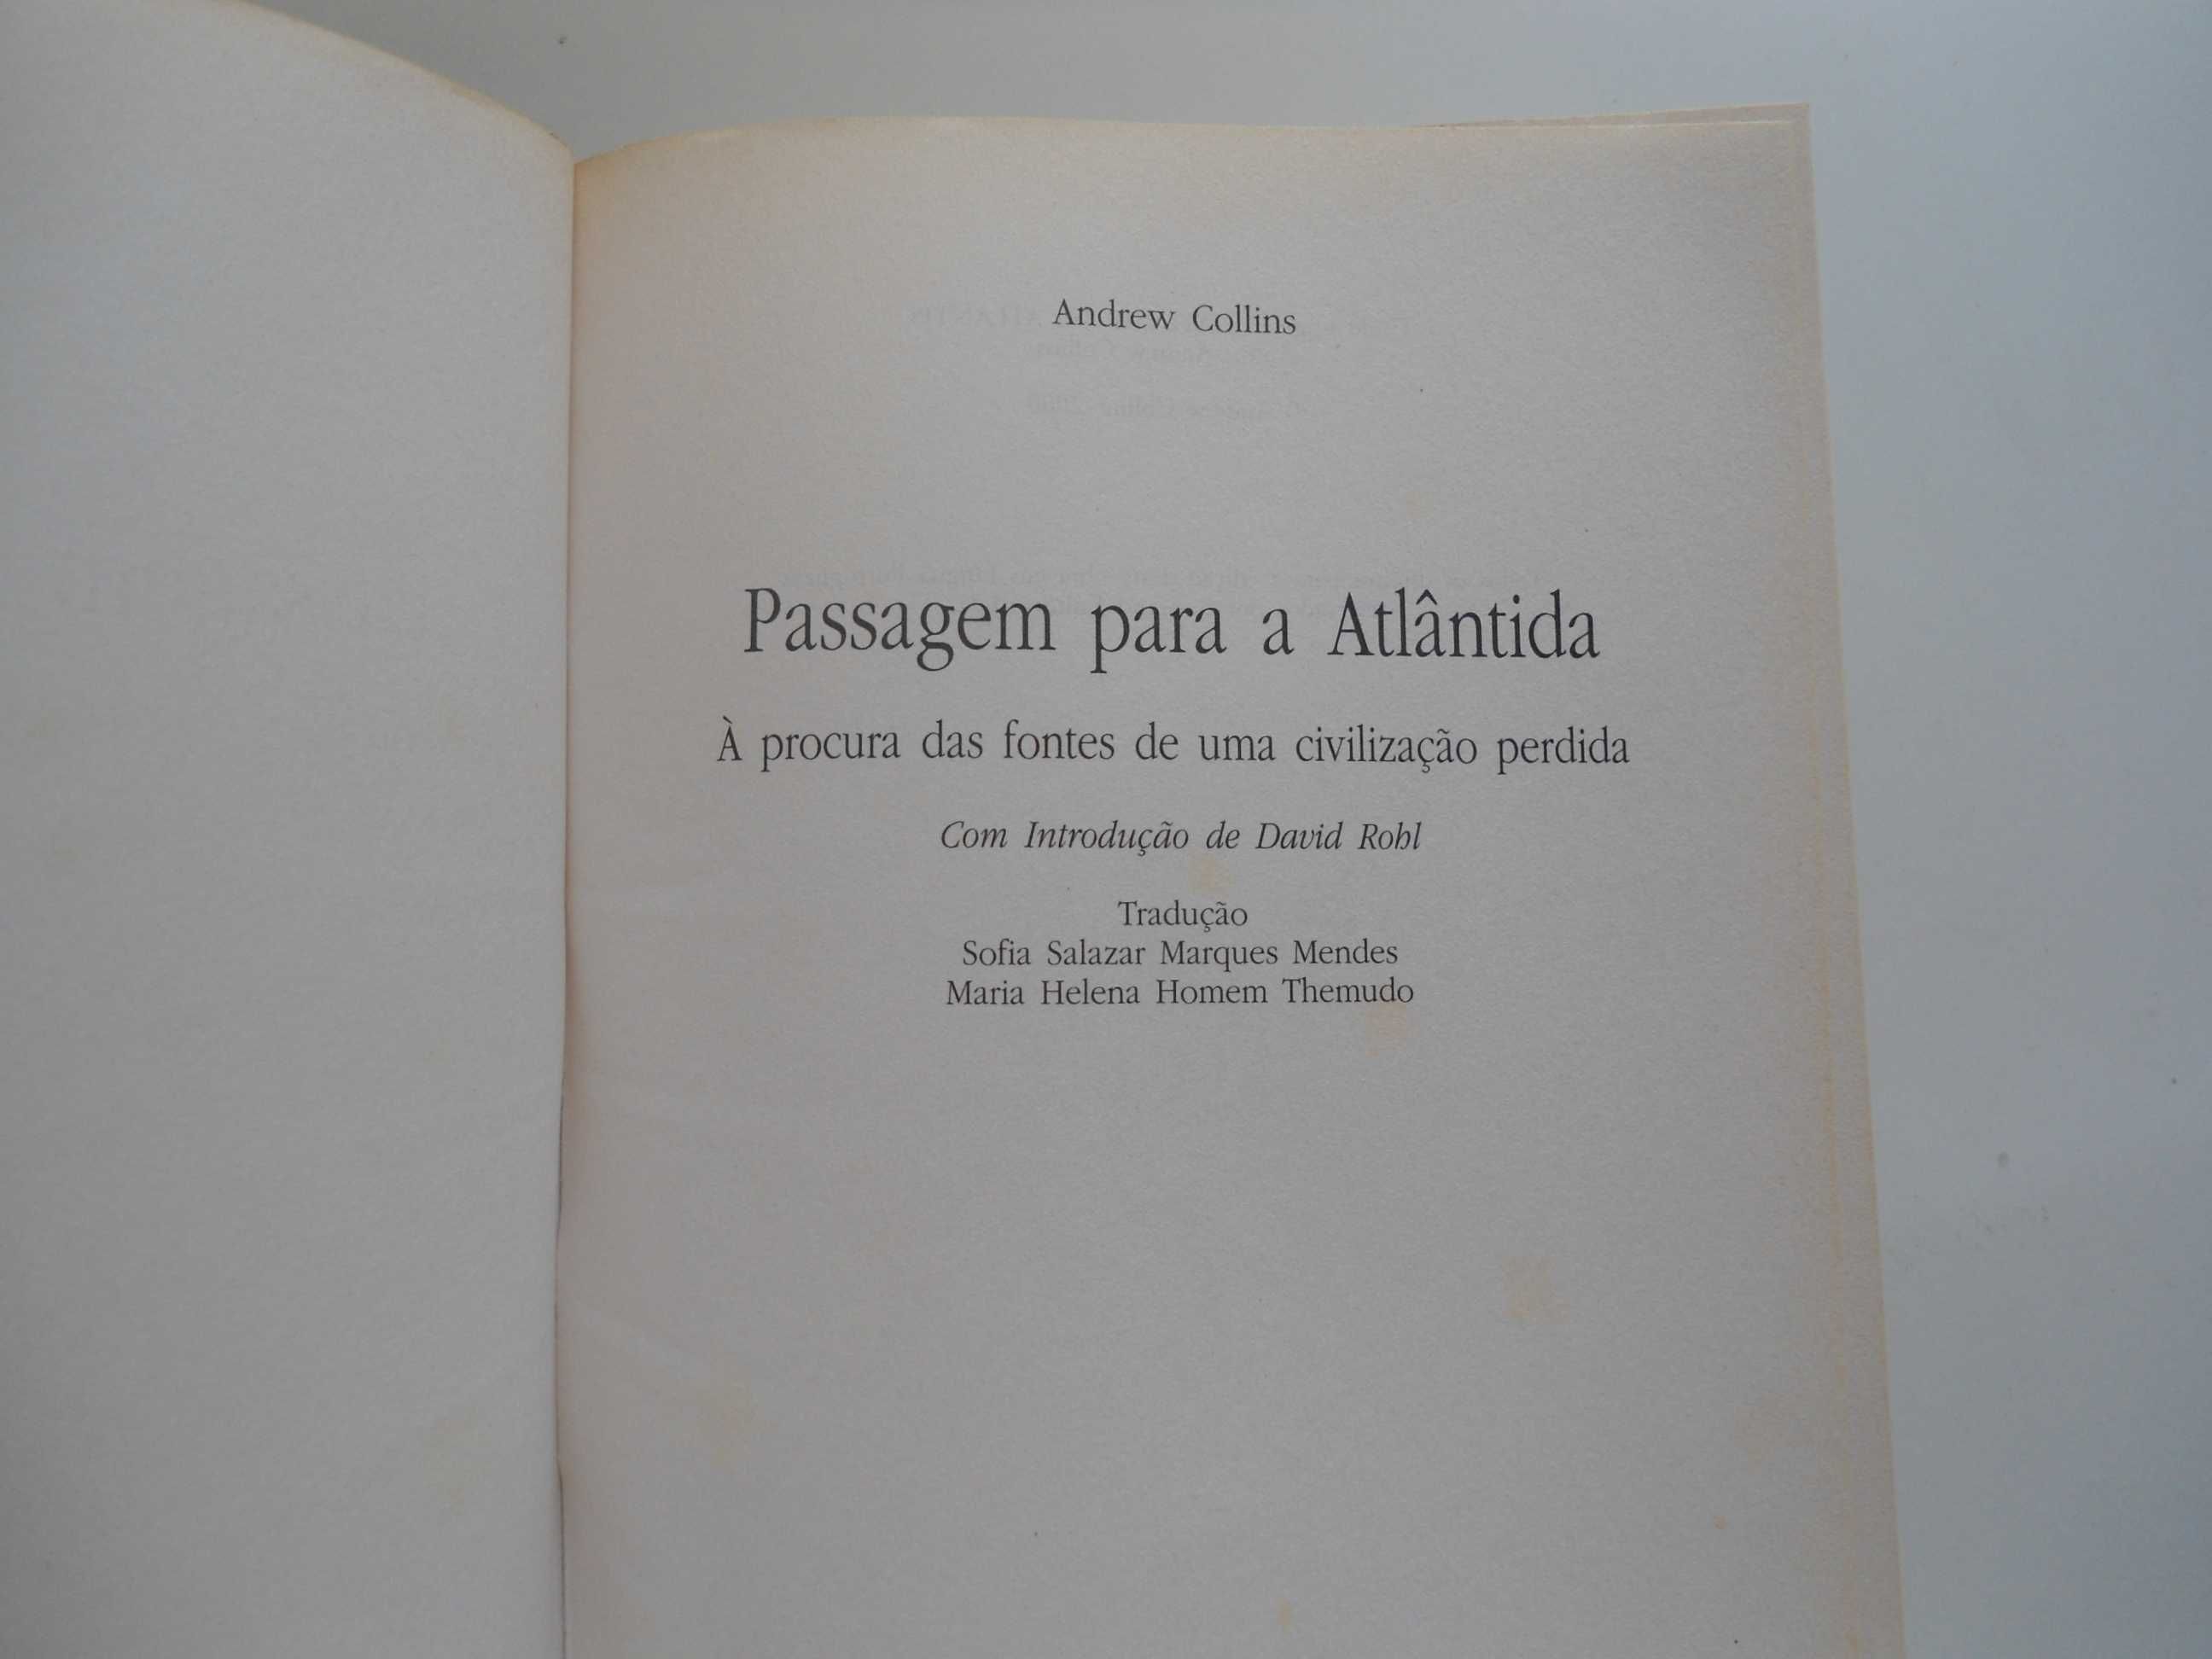 Andrew Collins
Passagem para a Atlântida
À procura das fontes de uma civilização perdida
Com Introdução de David Rohl
Tradução
Sofia Salazar Marques Mendes
Maria Helena Homem Themudo